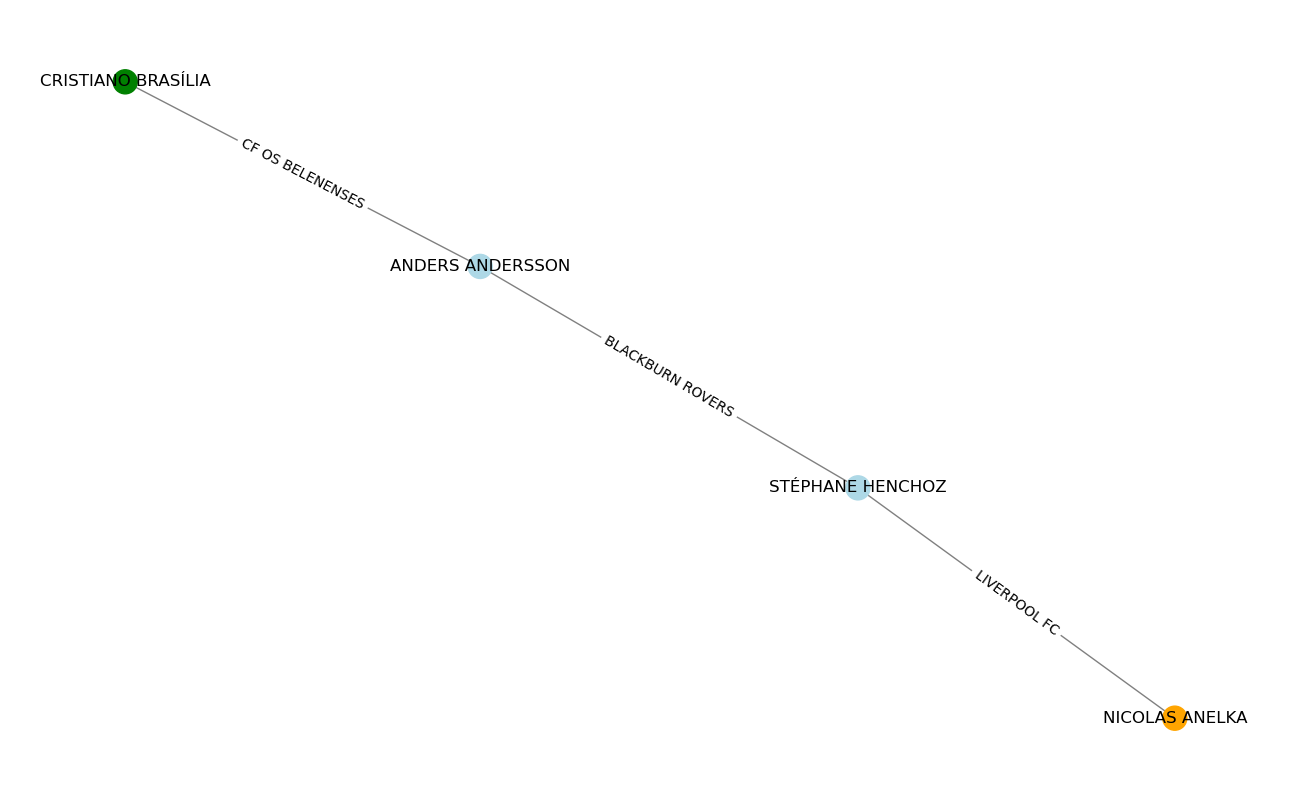 CRISTIANO BRASÍLIA
CF OS BELENENSES
ANDERS ANDERSSON
BLACKBURN ROVERS
STÉPHANE HENCHOZ
LIVERPOOL FC
NICOLAS ANELKA